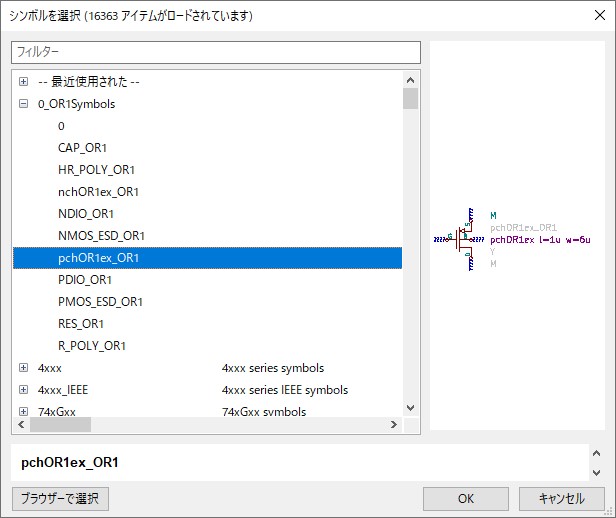 シンボルを選択 (16363 アイテムがロードされています)
フィルター
-- 最近使用された --
0_OR1Symbols
0
CAP_OR1
HR_POLY_OR1
nchOR1ex_OR1
NDIO_OR1
NMOS_ESD_OR1
pchOR1ex_OR1
PDIO_OR1
PMOS_ESD_OR1
RES_OR1
R_POLY_OR1
4xxx 4xxx series symbols
4xxx_IEEE 4xxx series IEEE symbols
74xGxx 74xGxx symbols
M
pchOR1ex_OR1
pchOR1ex l=1u w=6u
Y
M
S
G
D
pchOR1ex_OR1
ブラウザーで選択
OK
キャンセル